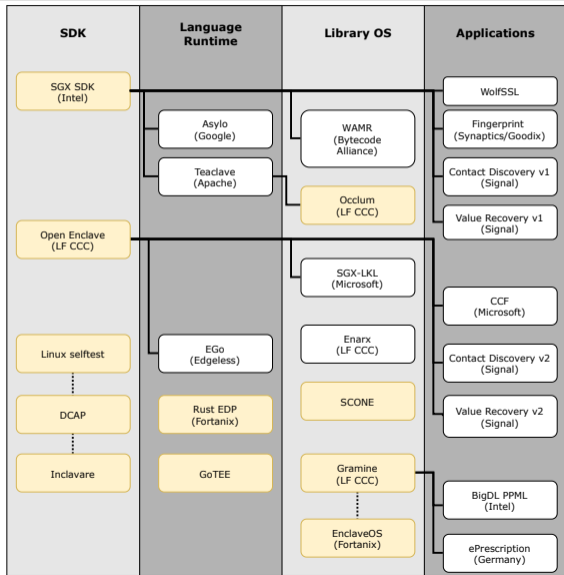 SDK
Language
Runtime
Library OS
Applications
SGX SDK
(Intel)
WolfSSL
Asylo
(Google)
WAMR
(Bytecode
Alliance)
Fingerprint
(Synaptics/Goodix)
Teaclave
(Apache)
Contact Discovery v1
(Signal)
Occlum
(LF CCC)
Value Recovery v1
(Signal)
Open Enclave
(LF CCC)
SGX-LKL
(Microsoft)
CCF
(Microsoft)
Linux selftest
EGo
(Edgeless)
Enarx
(LF CCC)
Contact Discovery v2
(Signal)
DCAP
Rust EDP
(Fortanix)
SCONE
Value Recovery v2
(Signal)
Inclavare
GoTEE
Gramine
(LF CCC)
BigDL PPML
(Intel)
EnclaveOS
(Fortanix)
ePrescription
(Germany)